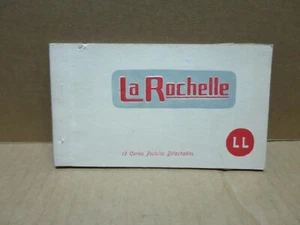 La Rochelle
LL
12 Cartes Postales Détachables